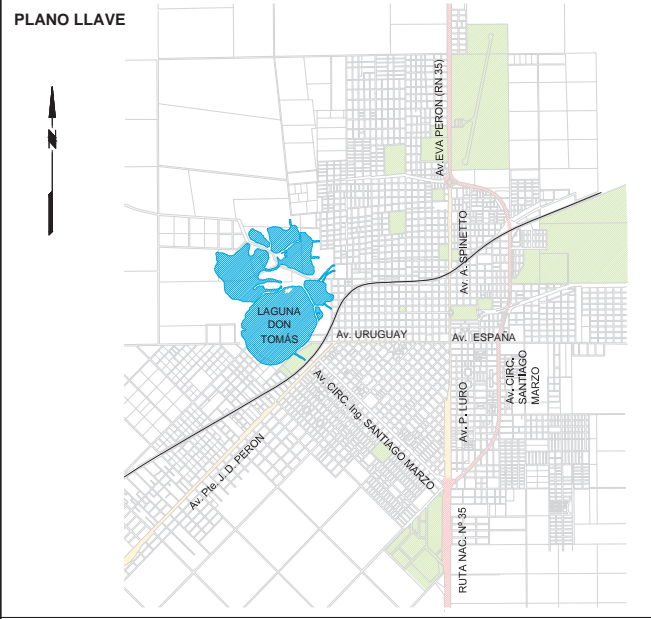 PLANO LLAVE
N
Av.EVA PERON (RN 35)
Av. A. SPINETTO
LAGUNA
DON
TOMÁS
Av. URUGUAY
Av. ESPAÑA
Av. CIRC. Ing. SANTIAGO MARZO
Av. P. LURO
Av. CIRC.
SANTIAGO
MARZO
Av. Pte. J. D. PERON
RUTA NAC. Nº 35